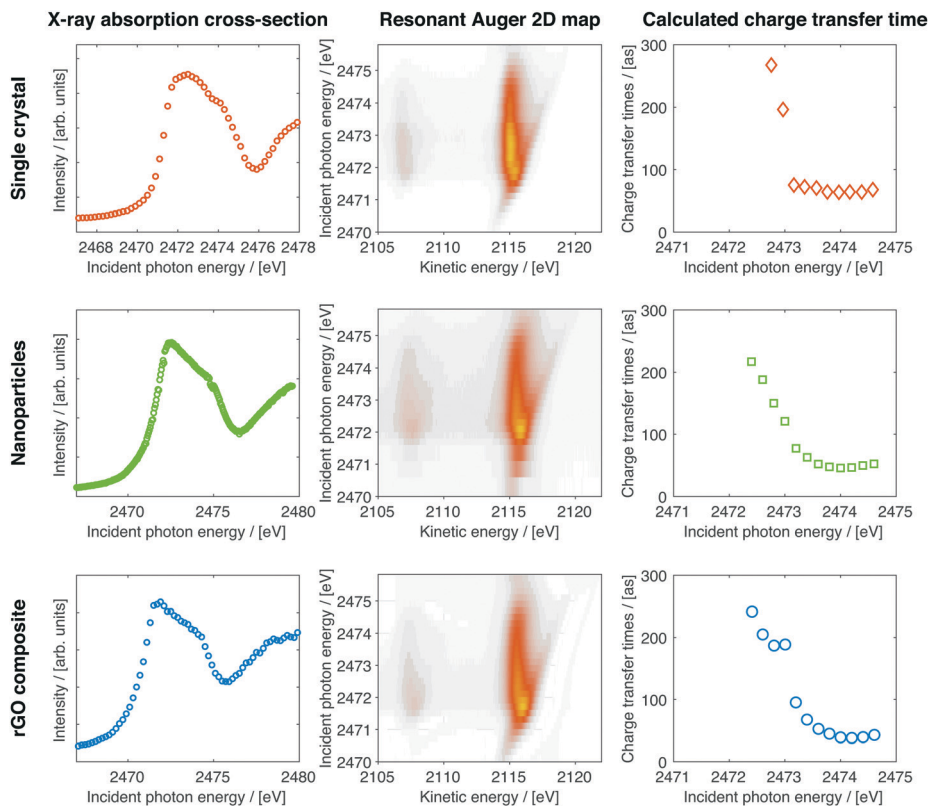 X-ray absorption cross-section Resonant Auger 2D map Calculated charge transfer time
Single crystal
Intensity / [arb. units]
2468 2470 2472 2474 2476 2478
Incident photon energy / [eV]
Incident photon energy / [eV]
2475
2474
2473
2472
2471
2470
2105 2110 2115 2120
Kinetic energy / [eV]
Charge transfer times / [as]
300
200
100
0
2471 2472 2473 2474 2475
Incident photon energy / [eV]
Nanoparticles
Intensity / [arb. units]
2470 2475 2480
Incident photon energy / [eV]
Incident photon energy / [eV]
2475
2474
2473
2472
2471
2470
2105 2110 2115 2120
Kinetic energy / [eV]
Charge transfer times / [as]
300
200
100
0
2471 2472 2473 2474 2475
Incident photon energy / [eV]
rGO composite
Intensity / [arb. units]
2470 2475 2480
Incident photon energy / [eV]
Incident photon energy / [eV]
2475
2474
2473
2472
2471
2470
2105 2110 2115 2120
Kinetic energy / [eV]
Charge transfer times / [as]
300
200
100
0
2471 2472 2473 2474 2475
Incident photon energy / [eV]